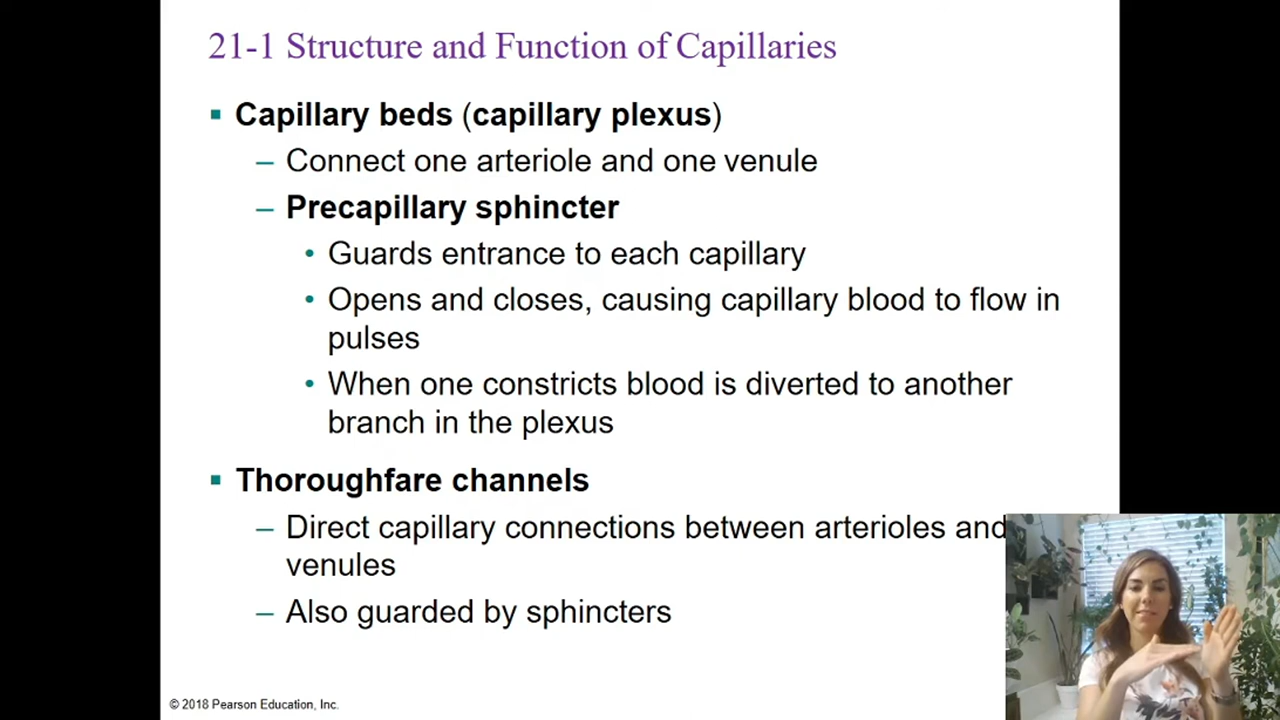 21-1 Structure and Function of Capillaries
▪ Capillary beds (capillary plexus)
– Connect one arteriole and one venule
– Precapillary sphincter
• Guards entrance to each capillary
• Opens and closes, causing capillary blood to flow in
pulses
• When one constricts blood is diverted to another
branch in the plexus
▪ Thoroughfare channels
– Direct capillary connections between arterioles and
venules
– Also guarded by sphincters
© 2018 Pearson Education, Inc.